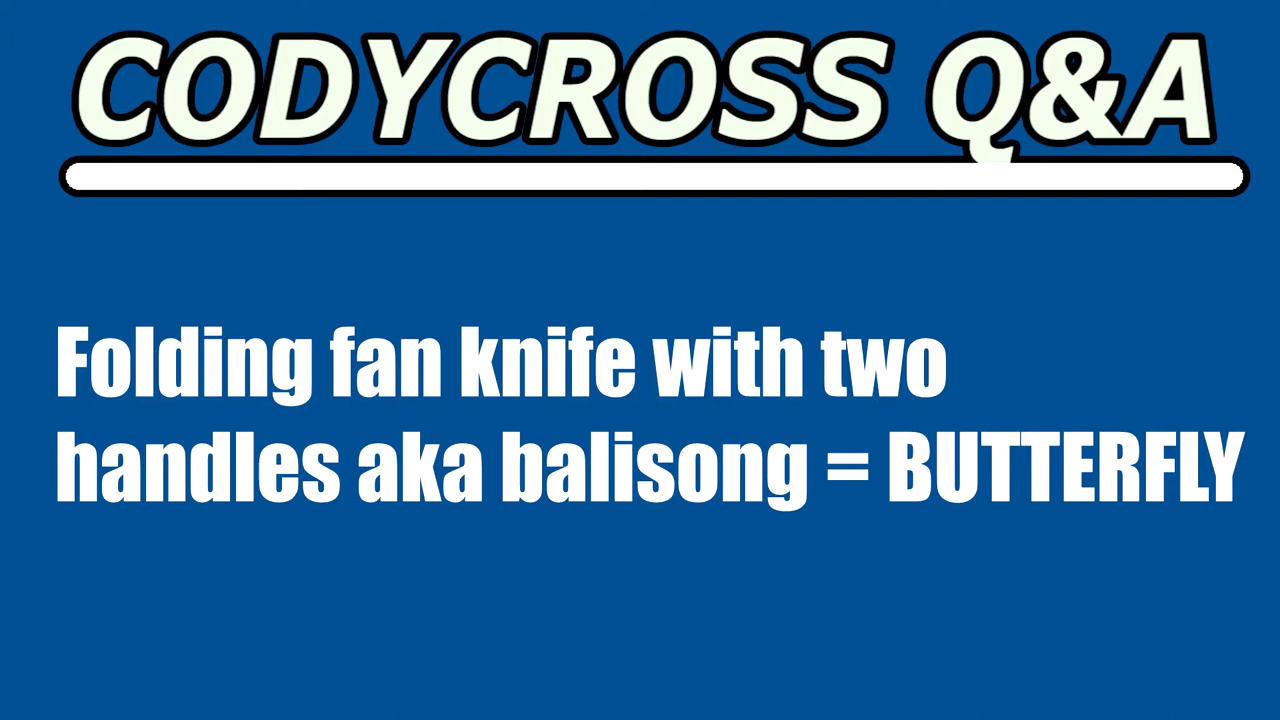 CODYCROSS Q&A
Folding fan knife with two
handles aka balisong = BUTTERFLY